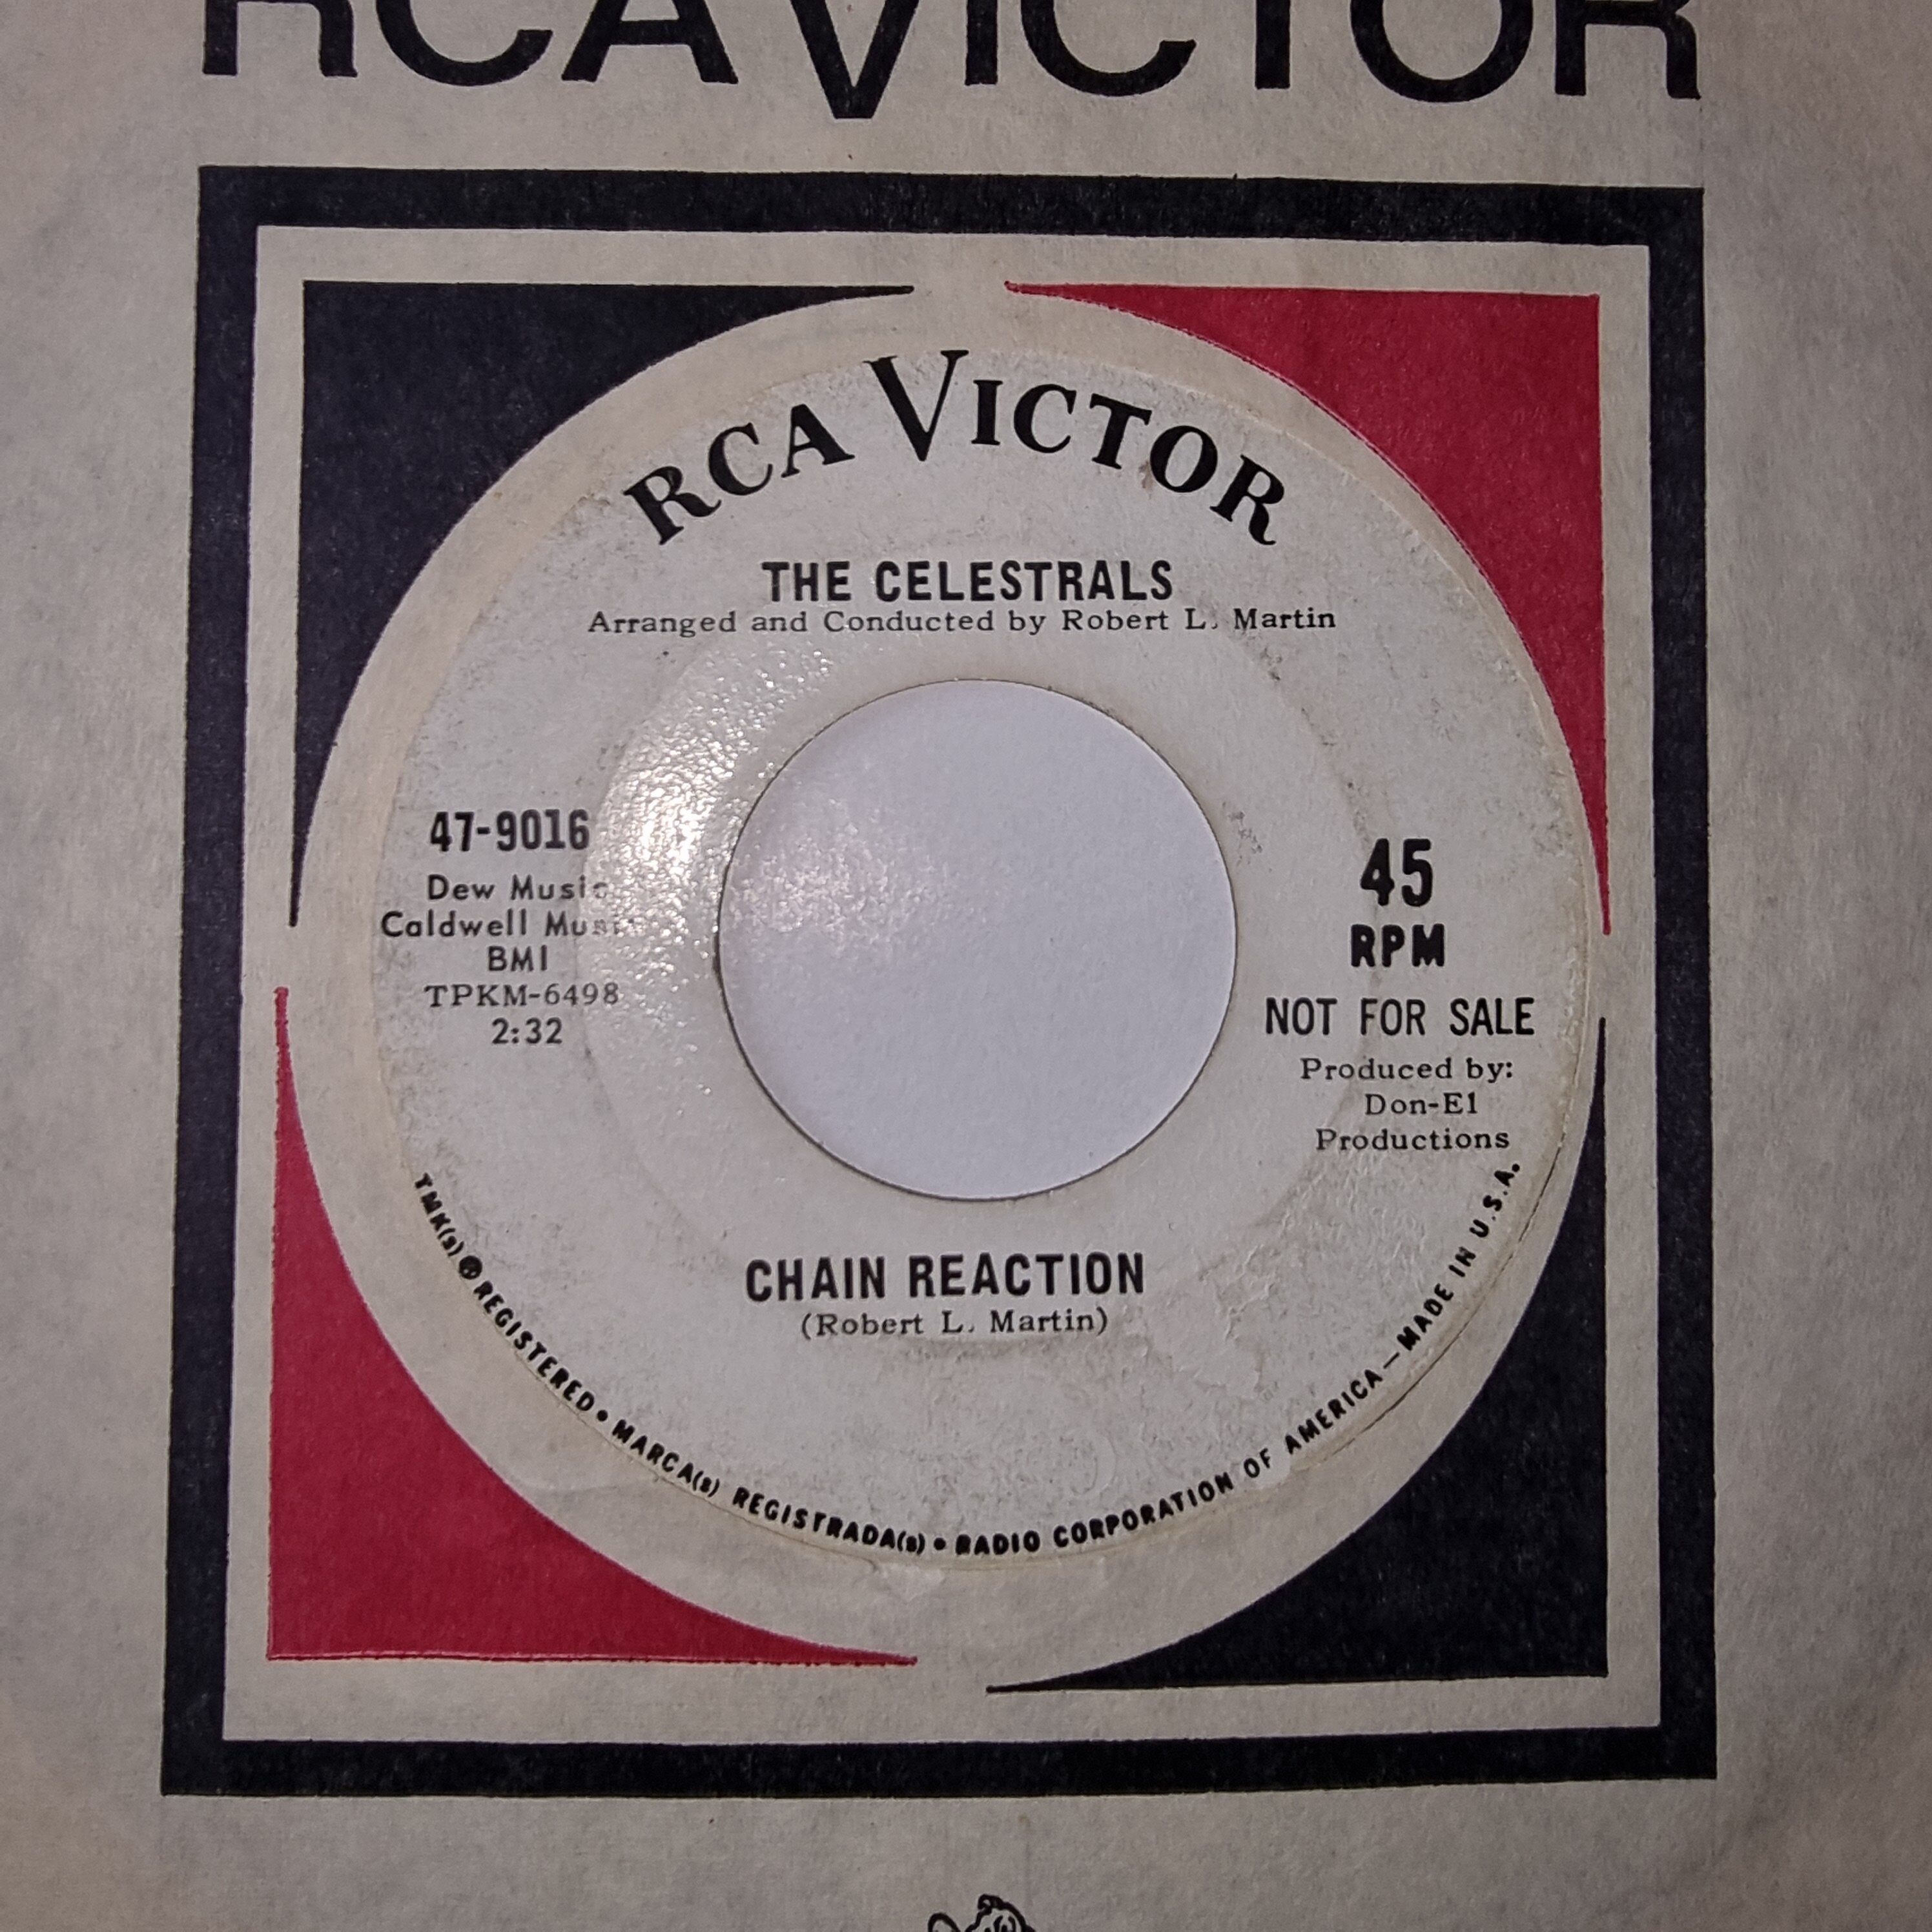 RCA VICTOR
RCA VICTOR
THE CELESTRALS
Arranged and Conducted by Robert L. Martin
47-9016
Dew Music
Caldwell Music
BMI
TPKM-6498
2:32
45
RPM
NOT FOR SALE
Produced by:
Don-El
Productions
CHAIN REACTION
(Robert L. Martin)
TMK(s) ® REGISTERED • MARCA(s) REGISTRADA(s) • RADIO CORPORATION OF AMERICA — MADE IN U.S.A.